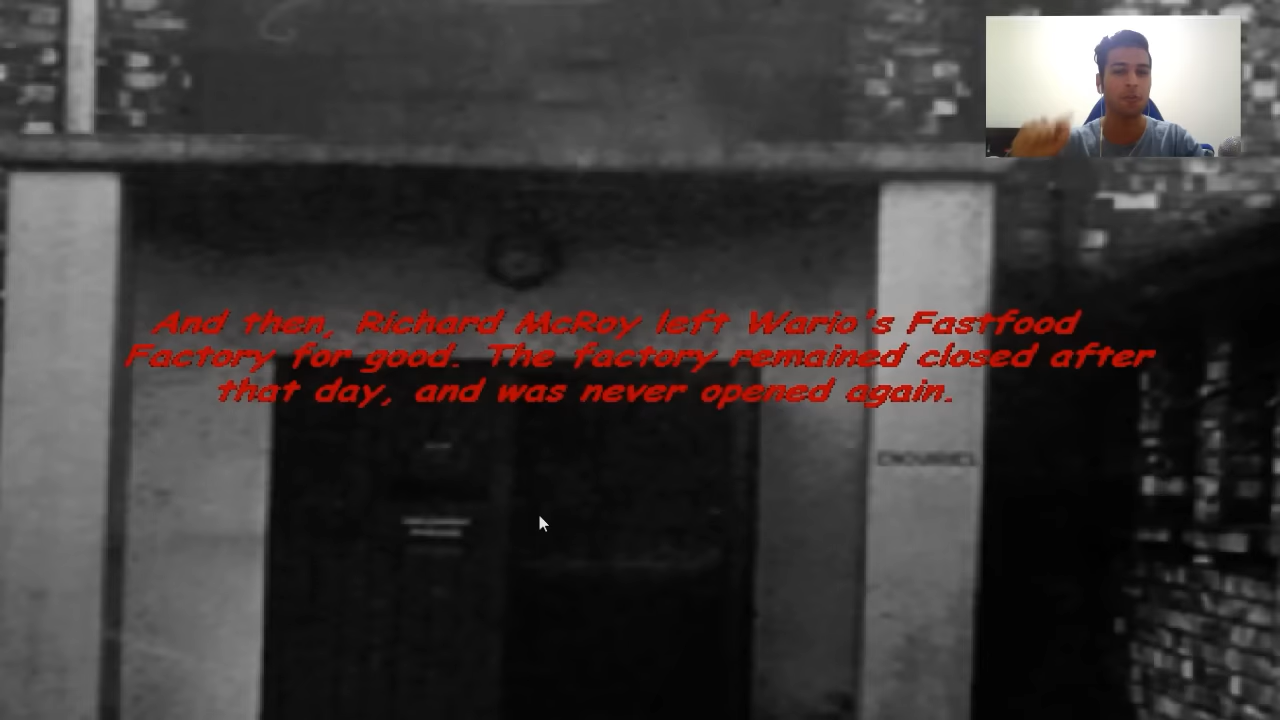 And then, Richard McRoy left Wario's Fastfood
Factory for good. The factory remained closed after
that day, and was never opened again.
ENQUIRIES